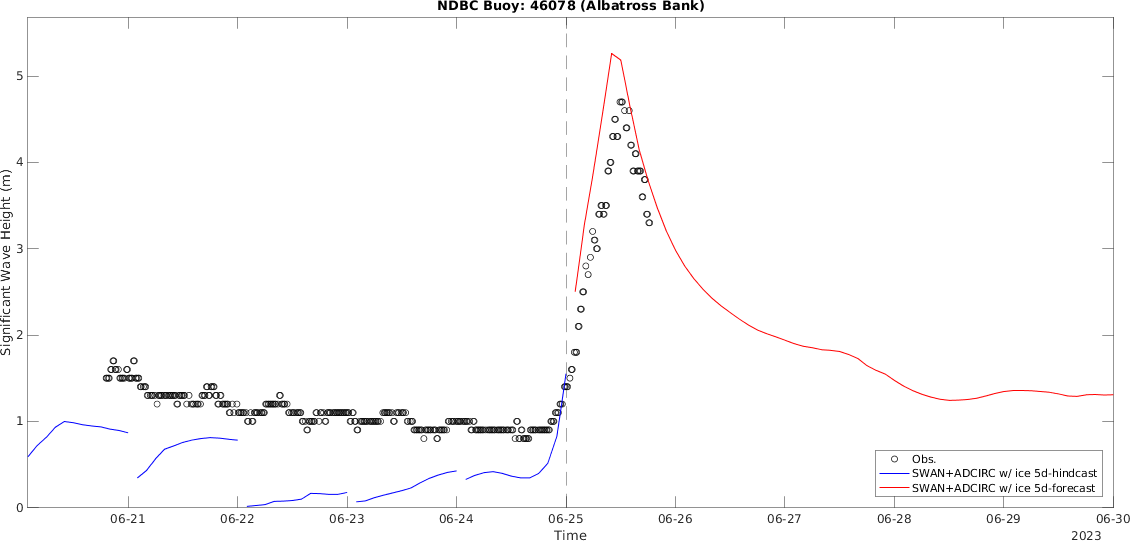 NDBC Buoy: 46078 (Albatross Bank)
Significant Wave Height (m)
5
4
3
2
1
0
Obs.
SWAN+ADCIRC w/ ice 5d-hindcast
SWAN+ADCIRC w/ ice 5d-forecast
06-21 06-22 06-23 06-24 06-25 06-26 06-27 06-28 06-29 06-30
Time
2023